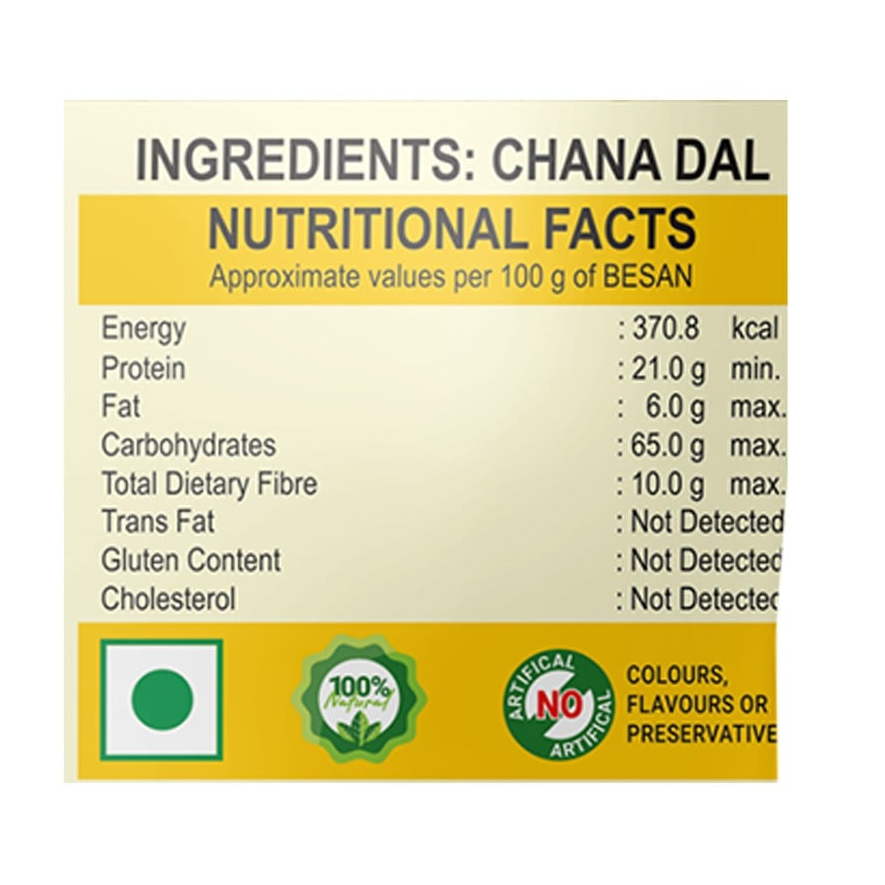 INGREDIENTS: CHANA DAL
NUTRITIONAL FACTS
Approximate values per 100 g of BESAN
Energy : 370.8 kcal
Protein : 21.0 g min.
Fat : 6.0 g max.
Carbohydrates : 65.0 g max.
Total Dietary Fibre : 10.0 g max.
Trans Fat : Not Detected
Gluten Content : Not Detected
Cholesterol : Not Detected
100%
Natural
ARTIFICAL
NO
ARTIFICAL
COLOURS,
FLAVOURS OR
PRESERVATIVE